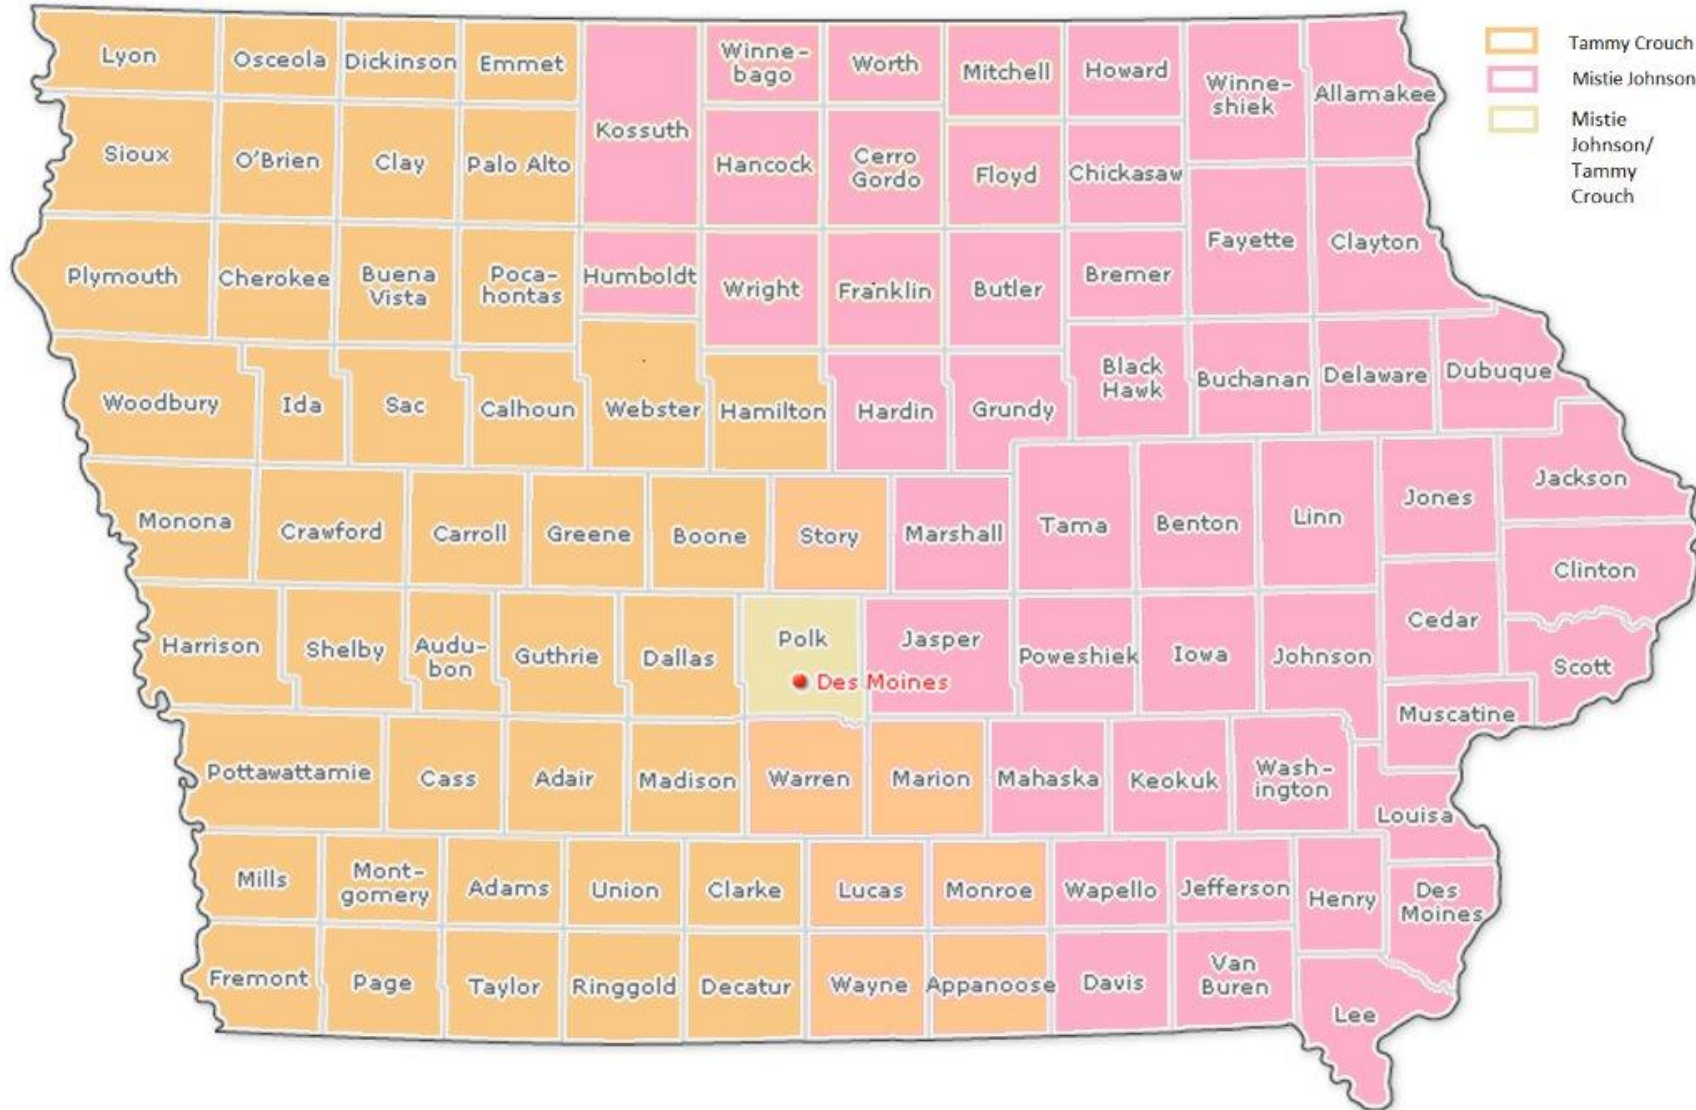 Lyon
Osceola
Dickinson
Emmet
Kossuth
Winne-
bago
Worth
Mitchell
Howard
Winne-
shiek
Allamakee
Tammy Crouch
Mistie Johnson
Mistie
Johnson/
Tammy
Crouch
Sioux
O'Brien
Clay
Palo Alto
Hancock
Cerro
Gordo
Floyd
Chickasaw
Fayette
Clayton
Plymouth
Cherokee
Buena
Vista
Poca-
hontas
Humboldt
Wright
Franklin
Butler
Bremer
Woodbury
Ida
Sac
Calhoun
Webster
Hamilton
Hardin
Grundy
Black
Hawk
Buchanan
Delaware
Dubuque
Monona
Crawford
Carroll
Greene
Boone
Story
Marshall
Tama
Benton
Linn
Jones
Jackson
Clinton
Harrison
Shelby
Audu-
bon
Guthrie
Dallas
Polk
Des Moines
Jasper
Poweshiek
Iowa
Johnson
Cedar
Scott
Muscatine
Pottawattamie
Cass
Adair
Madison
Warren
Marion
Mahaska
Keokuk
Wash-
ington
Louisa
Mills
Mont-
gomery
Adams
Union
Clarke
Lucas
Monroe
Wapello
Jefferson
Henry
Des
Moines
Fremont
Page
Taylor
Ringgold
Decatur
Wayne
Appanoose
Davis
Van
Buren
Lee